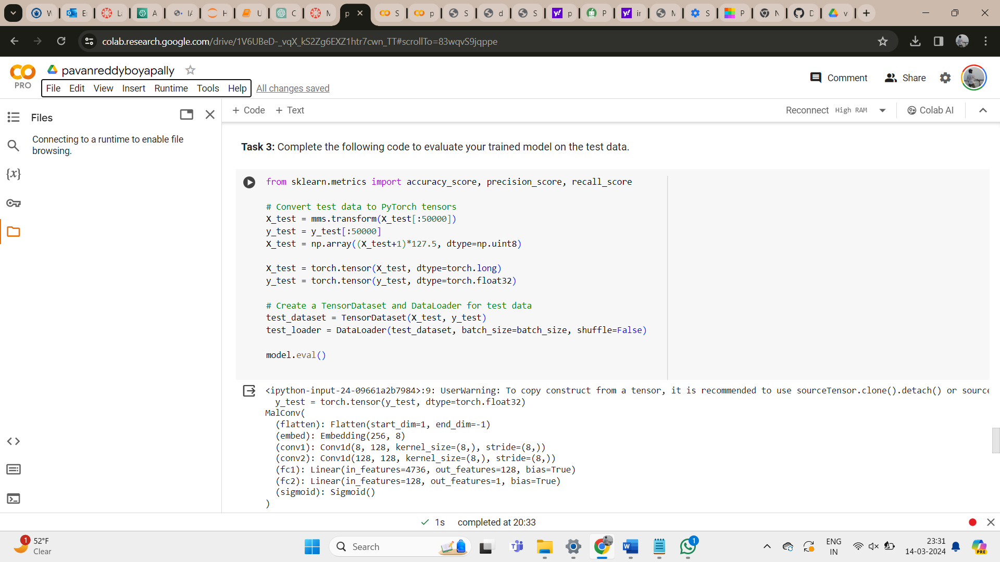 W
E
L
A
IA
H
U
C
M
p
S
p
S
d
S
p
P
ir
M
S
P
N
D
v
colab.research.google.com/drive/1V6UBeD-_vqX_kS2Zg6EXZ1htr7cwn_TT#scrollTo=83wqvS9jqppe
PRO
pavanreddyboyapally
File Edit View Insert Runtime Tools Help All changes saved
Comment Share
Files
+ Code + Text
Reconnect High RAM
Colab AI
Connecting to a runtime to enable file
browsing.
Task 3: Complete the following code to evaluate your trained model on the test data.
from sklearn.metrics import accuracy_score, precision_score, recall_score
# Convert test data to PyTorch tensors
X_test = mms.transform(X_test[:50000])
y_test = y_test[:50000]
X_test = np.array((X_test+1)*127.5, dtype=np.uint8)
X_test = torch.tensor(X_test, dtype=torch.long)
y_test = torch.tensor(y_test, dtype=torch.float32)
# Create a TensorDataset and DataLoader for test data
test_dataset = TensorDataset(X_test, y_test)
test_loader = DataLoader(test_dataset, batch_size=batch_size, shuffle=False)
model.eval()
<ipython-input-24-09661a2b7984>:9: UserWarning: To copy construct from a tensor, it is recommended to use sourceTensor.clone().detach() or source
y_test = torch.tensor(y_test, dtype=torch.float32)
MalConv(
(flatten): Flatten(start_dim=1, end_dim=-1)
(embed): Embedding(256, 8)
(conv1): Conv1d(8, 128, kernel_size=(8,), stride=(8,))
(conv2): Conv1d(128, 128, kernel_size=(8,), stride=(8,))
(fc1): Linear(in_features=4736, out_features=128, bias=True)
(fc2): Linear(in_features=128, out_features=1, bias=True)
(sigmoid): Sigmoid()
)
1s completed at 20:33
1
52°F
Clear
Search
1
ENG
IN
23:31
14-03-2024
PRE